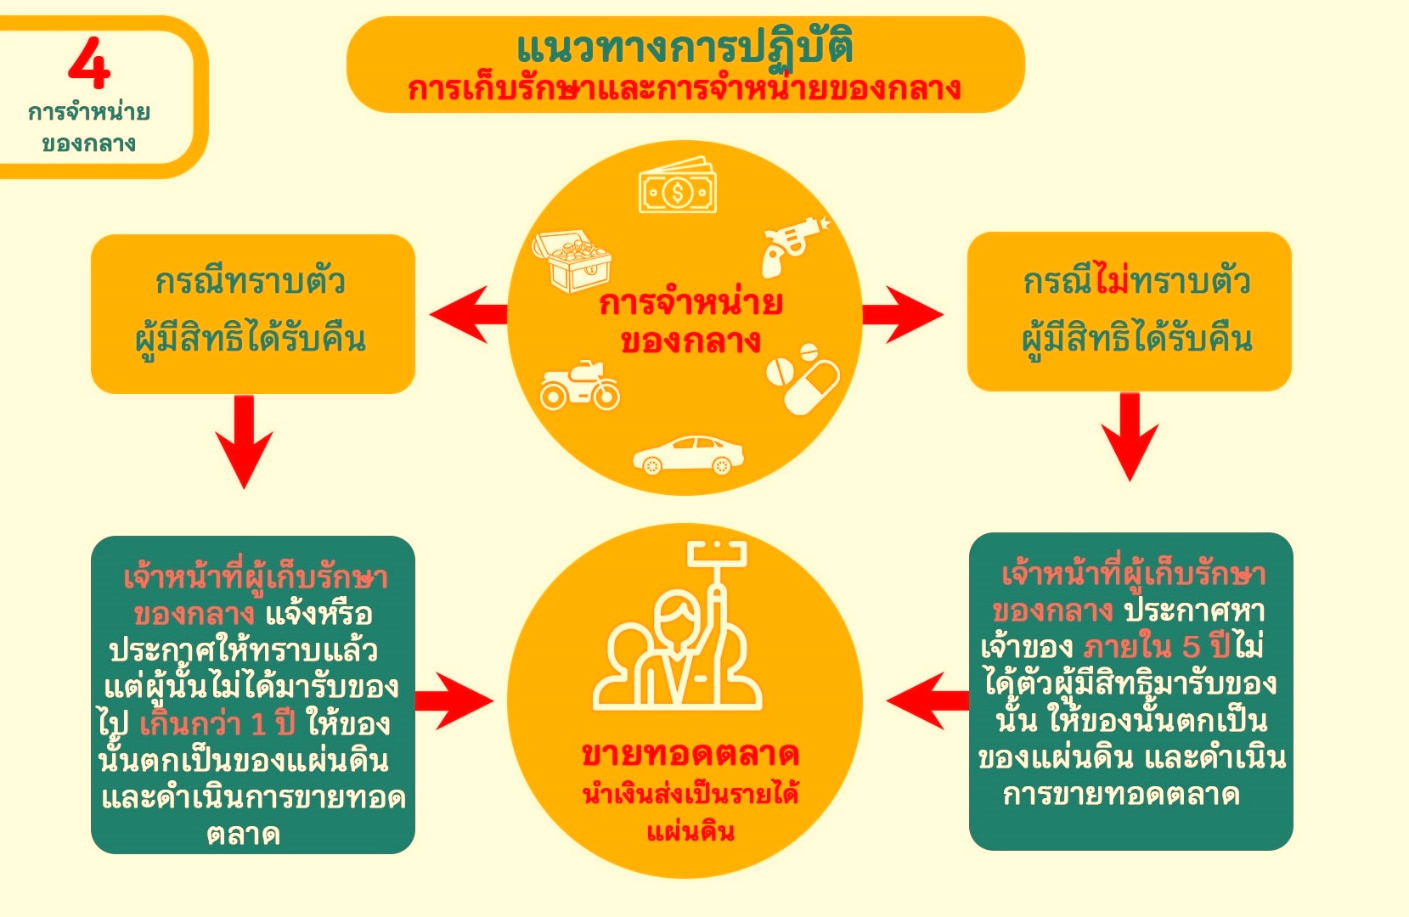 4
การจำหน่าย
ของกลาง
แนวทางการปฏิบัติ
การเก็บรักษาและการจำหน่ายของกลาง
การจำหน่าย
ของกลาง
กรณีทราบตัว
ผู้มีสิทธิได้รับคืน
กรณีไม่ทราบตัว
ผู้มีสิทธิได้รับคืน
เจ้าหน้าที่ผู้เก็บรักษา
ของกลาง แจ้งหรือ
ประกาศให้ทราบแล้ว
แต่ผู้นั้นไม่ได้มารับของ
ไป เกินกว่า 1 ปี ให้ของ
นั้นตกเป็นของแผ่นดิน
และดำเนินการขายทอด
ตลาด
เจ้าหน้าที่ผู้เก็บรักษา
ของกลาง ประกาศหา
เจ้าของ ภายใน 5 ปีไม่
ได้ตัวผู้มีสิทธิมารับของ
นั้น ให้ของนั้นตกเป็น
ของแผ่นดิน และดำเนิน
การขายทอดตลาด
ขายทอดตลาด
นำเงินส่งเป็นรายได้
แผ่นดิน